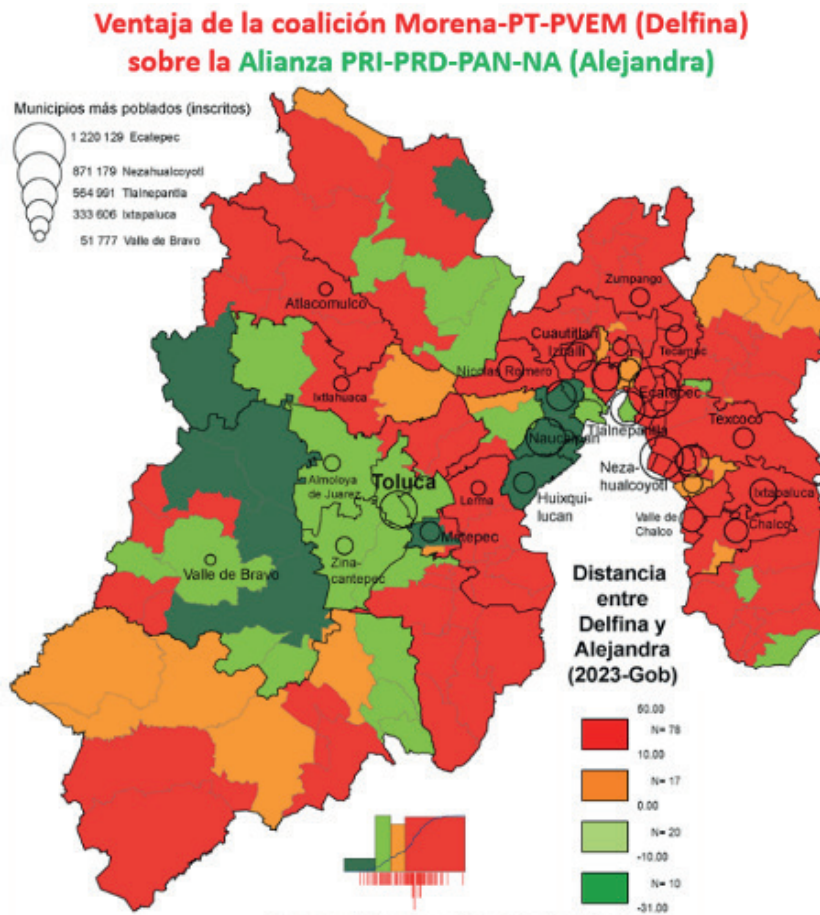 Ventaja de la coalición Morena-PT-PVEM (Delfina)
sobre la Alianza PRI-PRD-PAN-NA (Alejandra)
Municipios más poblados (inscritos)
1 220 129 Ecatepec
871 179 Nezahualcoyotl
564 991 Tlalnepantla
333 606 Ixtapaluca
51 777 Valle de Bravo
Zumpango
Atlacomulco
Cuautitlan
Izcalli
Tecamac
Nicolas Romero
Ixtlahuaca
Ecatepec
Texcoco
Tlalnepantla
Naucalpan
Almoloya
de Juarez
Toluca
Lerma
Neza-
hualcoyotl
Ixtapaluca
Huixqui-
lucan
Valle de
Chalco
Chalco
Metepec
Zina-
cantepec
Valle de Bravo
Distancia
entre
Delfina y
Alejandra
(2023-Gob)
50.00
N= 78
10.00
N= 17
0.00
N= 20
-10.00
N= 10
-31.00